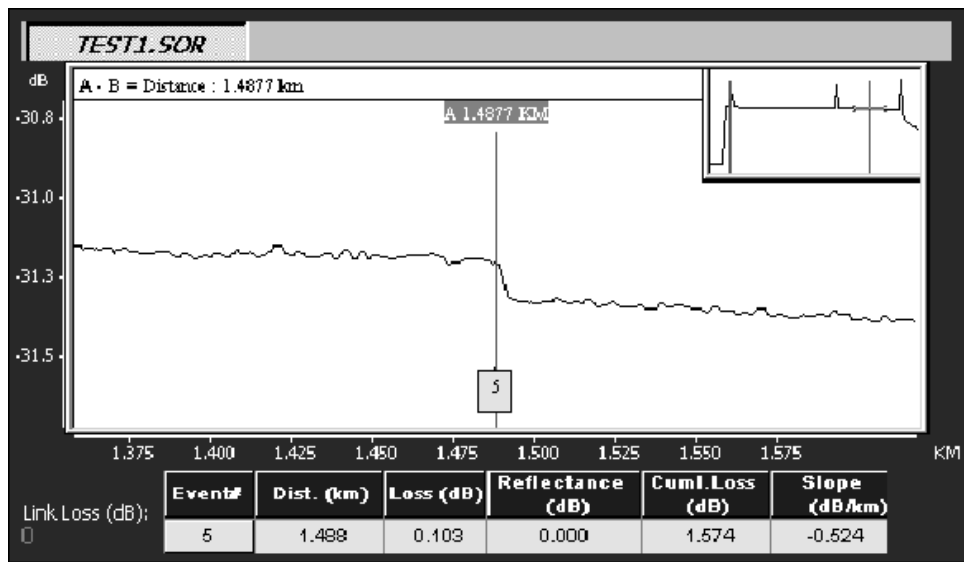 TEST1.SOR
dB
A - B = Distance : 1.4877 km
A 1.4877 KM
-30.8
-31.0
-31.3
-31.5
5
1.375 1.400 1.425 1.450 1.475 1.500 1.525 1.550 1.575 KM
Link Loss (dB):
0
Event# Dist. (km) Loss (dB) Reflectance (dB) Cuml.Loss (dB) Slope (dB/km)
5 1.488 0.103 0.000 1.574 -0.524